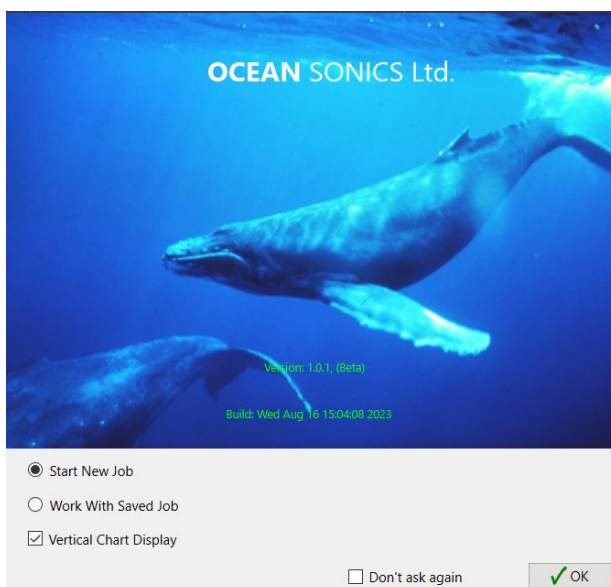 OCEAN SONICS Ltd.
Version: 1.0.1, (Beta)
Build: Wed Aug 16 15:04:08 2023
Start New Job
Work With Saved Job
Vertical Chart Display
Don't ask again
OK